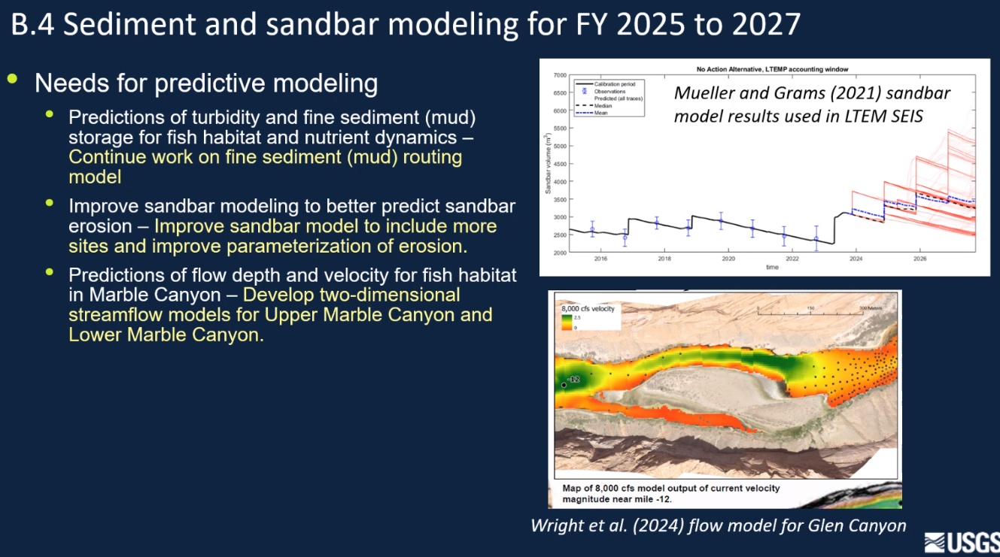 B.4 Sediment and sandbar modeling for FY 2025 to 2027
• Needs for predictive modeling
• Predictions of turbidity and fine sediment (mud)
storage for fish habitat and nutrient dynamics –
Continue work on fine sediment (mud) routing
model
• Improve sandbar modeling to better predict sandbar
erosion – Improve sandbar model to include more
sites and improve parameterization of erosion.
• Predictions of flow depth and velocity for fish habitat
in Marble Canyon – Develop two-dimensional
streamflow models for Upper Marble Canyon and
Lower Marble Canyon.
No Action Alternative, LTEMP accounting window
Calibration period
Observations
Predicted (all traces)
Median
Mean
Mueller and Grams (2021) sandbar
model results used in LTEM SEIS
Sandbar volume (m³)
7000
6500
6000
5500
5000
4500
4000
3500
3000
2500
2000
2016 2018 2020 2022 2024 2026
time
8,000 cfs velocity
2.5
0
0 150 300 Meters
-12
Map of 8,000 cfs model output of current velocity
magnitude near mile -12.
Wright et al. (2024) flow model for Glen Canyon
USGS